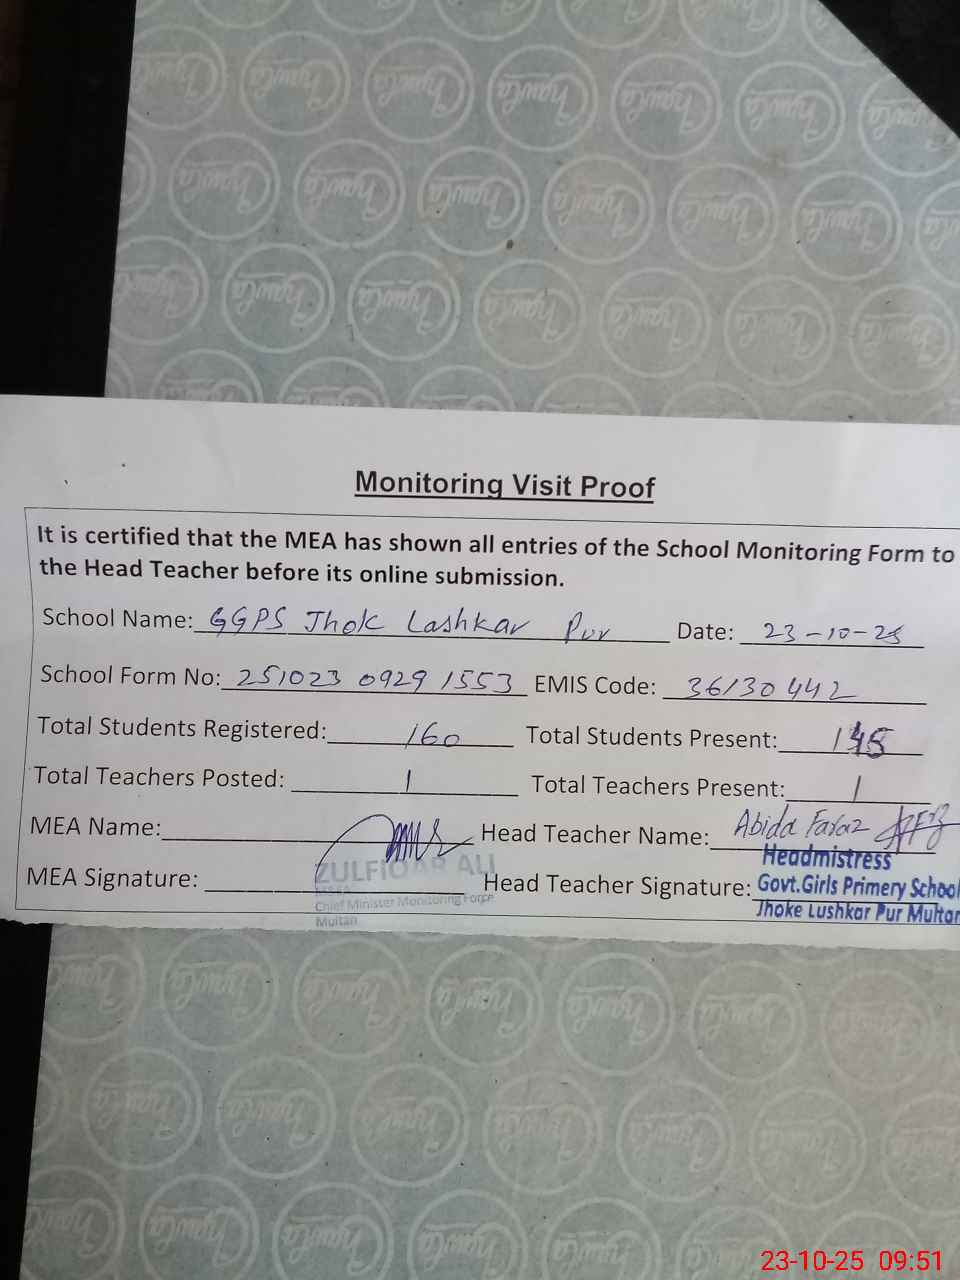 Monitoring Visit Proof
It is certified that the MEA has shown all entries of the School Monitoring Form to
the Head Teacher before its online submission.
School Name: GGPS Jhok Lashkar Pur Date: 23-10-25
School Form No: 251023 0929 1553 EMIS Code: 36130442
Total Students Registered: 160 Total Students Present: 145
Total Teachers Posted: 1 Total Teachers Present: 1
MEA Name: Head Teacher Name: Abida Faraz
ZULFIQAR ALI
Headmistress
MEA Signature: Head Teacher Signature: Govt.Girls Primery School
Chief Minister Monitoring Force
Jhoke Lushkar Pur Multan
Multan
23-10-25 09:51